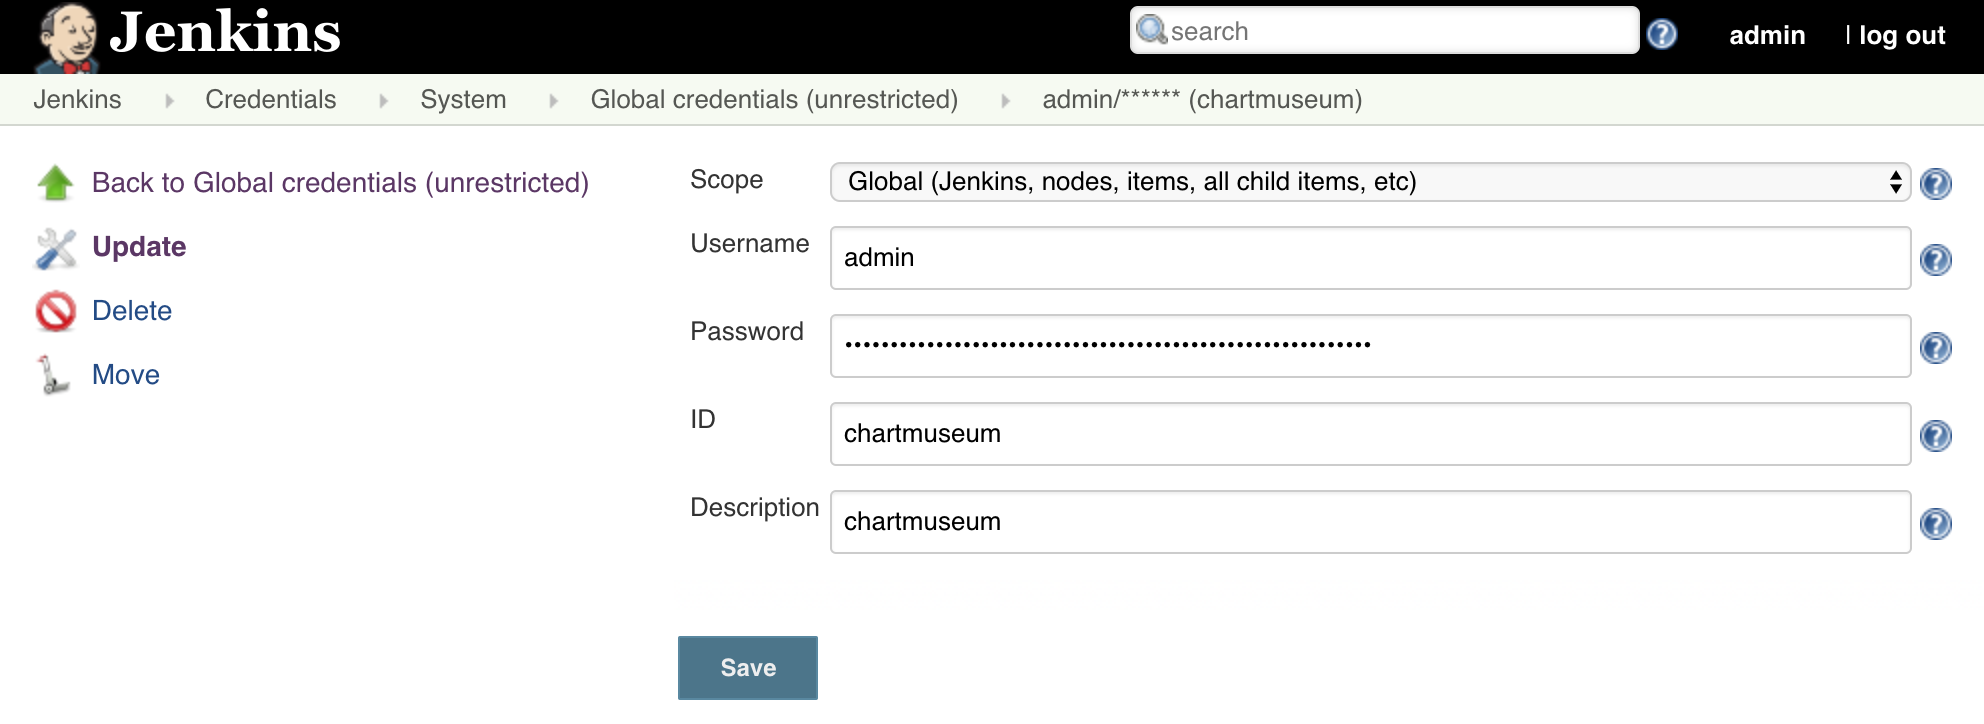 Jenkins
search
admin | log out
Jenkins Credentials System Global credentials (unrestricted) admin/****** (chartmuseum)
Back to Global credentials (unrestricted)
Update
Delete
Move
Scope Global (Jenkins, nodes, items, all child items, etc)
Username admin
Password
ID chartmuseum
Description chartmuseum
Save